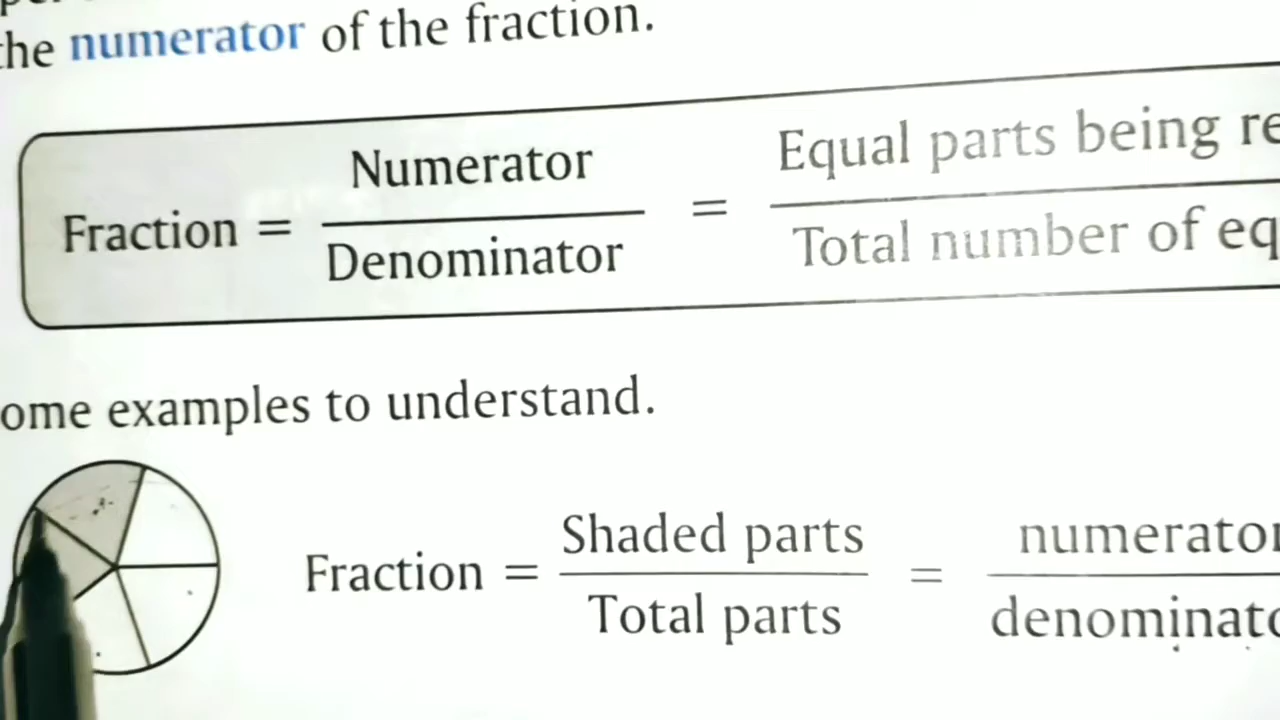 the numerator of the fraction.
Fraction = Numerator / Denominator = Equal parts being re / Total number of eq
ome examples to understand.
Fraction = Shaded parts / Total parts = numerator / denominato